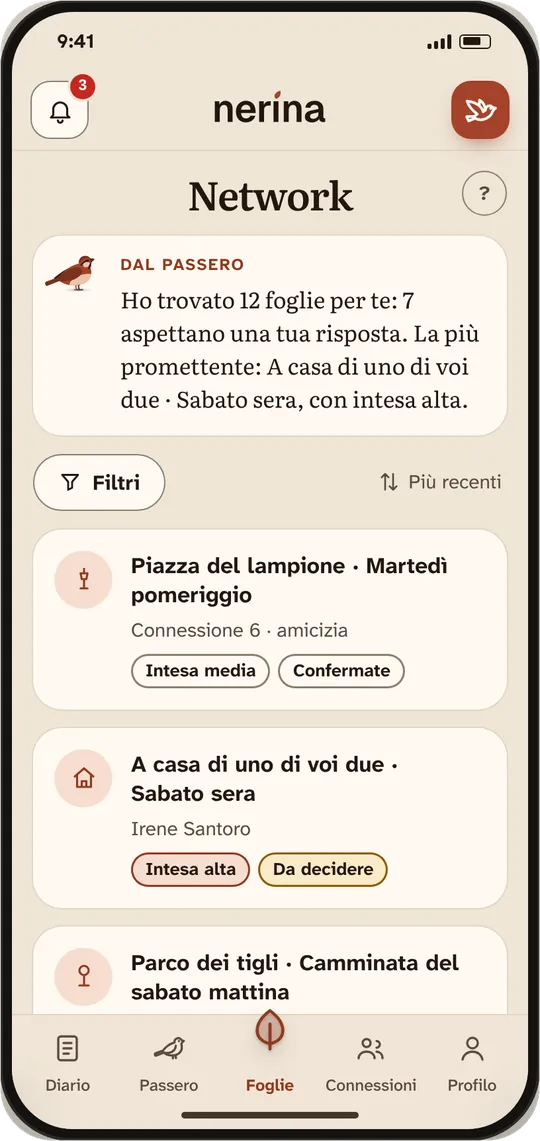 9:41
3
nerina
Network
?
DAL PASSERO
Ho trovato 12 foglie per te: 7
aspettano una tua risposta. La più
promettente: A casa di uno di voi
due · Sabato sera, con intesa alta.
Filtri
Più recenti
Piazza del lampione · Martedì
pomeriggio
Connessione 6 · amicizia
Intesa media
Confermate
A casa di uno di voi due ·
Sabato sera
Irene Santoro
Intesa alta
Da decidere
Parco dei tigli · Camminata del
sabato mattina
Diario
Passero
Foglie
Connessioni
Profilo